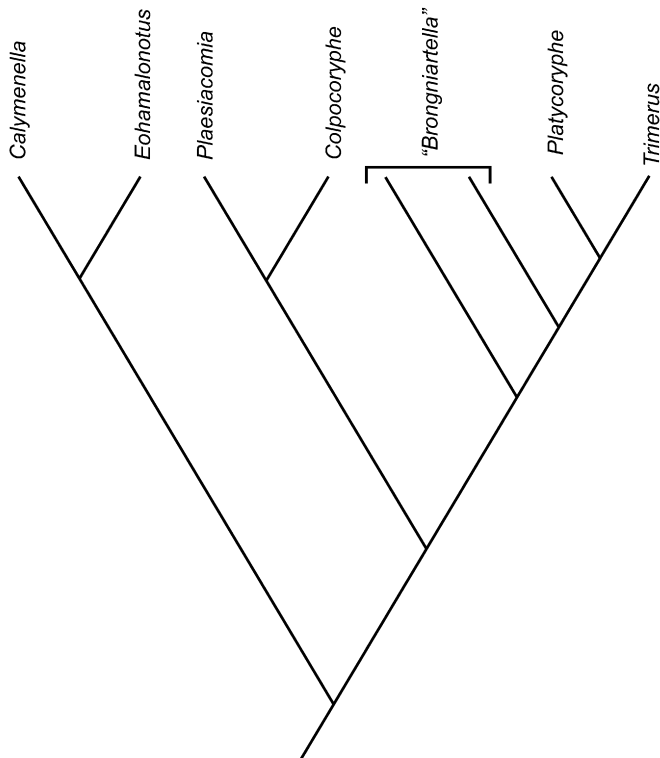 Calymenella
Eohamalonotus
Plaesiacomia
Colpocoryphe
“Brongniartella”
Platycoryphe
Trimerus